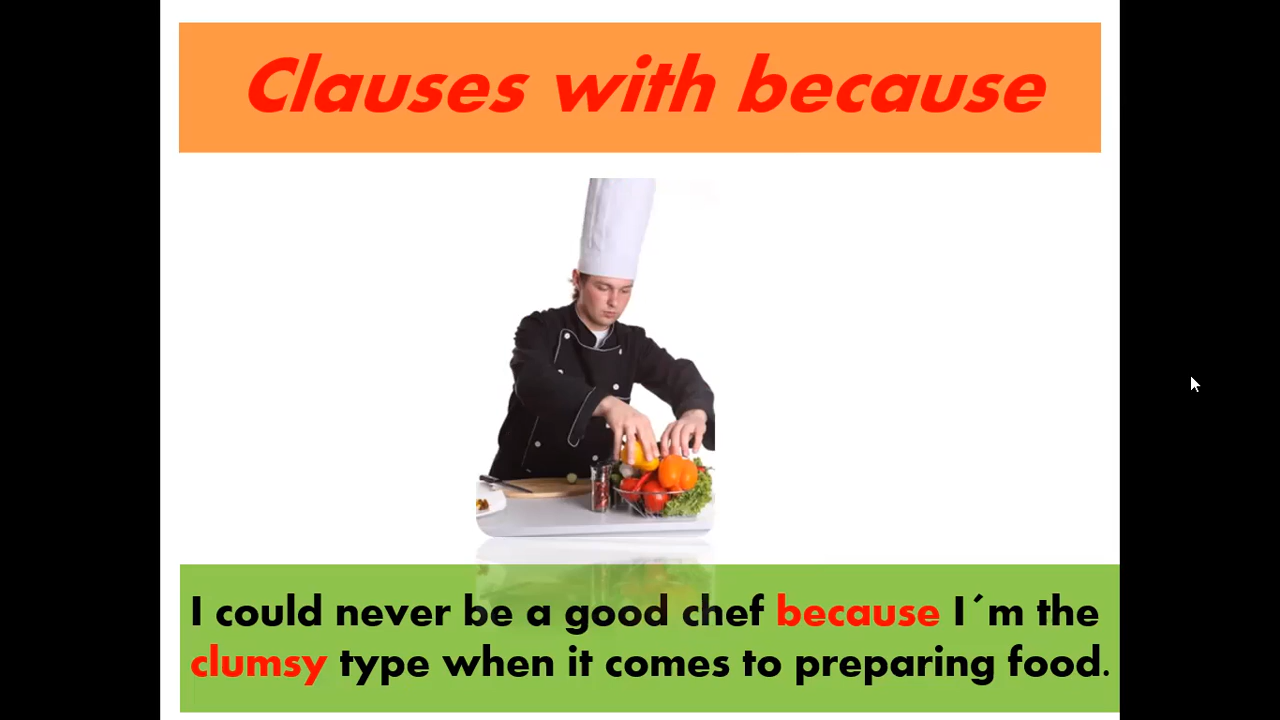 Clauses with because
I could never be a good chef because I´m the
clumsy type when it comes to preparing food.